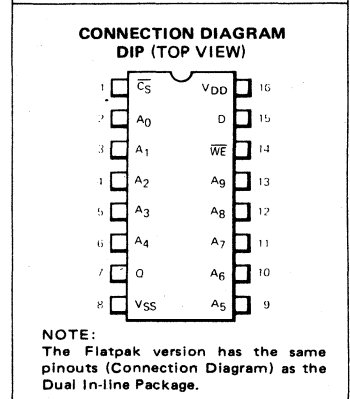 CONNECTION DIAGRAM
DIP (TOP VIEW)
1 C̅S̅ VDD 16
2 A0 D 15
3 A1 W̅E̅ 14
4 A2 A9 13
5 A3 A8 12
6 A4 A7 11
7 Q A6 10
8 VSS A5 9
NOTE:
The Flatpak version has the same
pinouts (Connection Diagram) as the
Dual In-line Package.